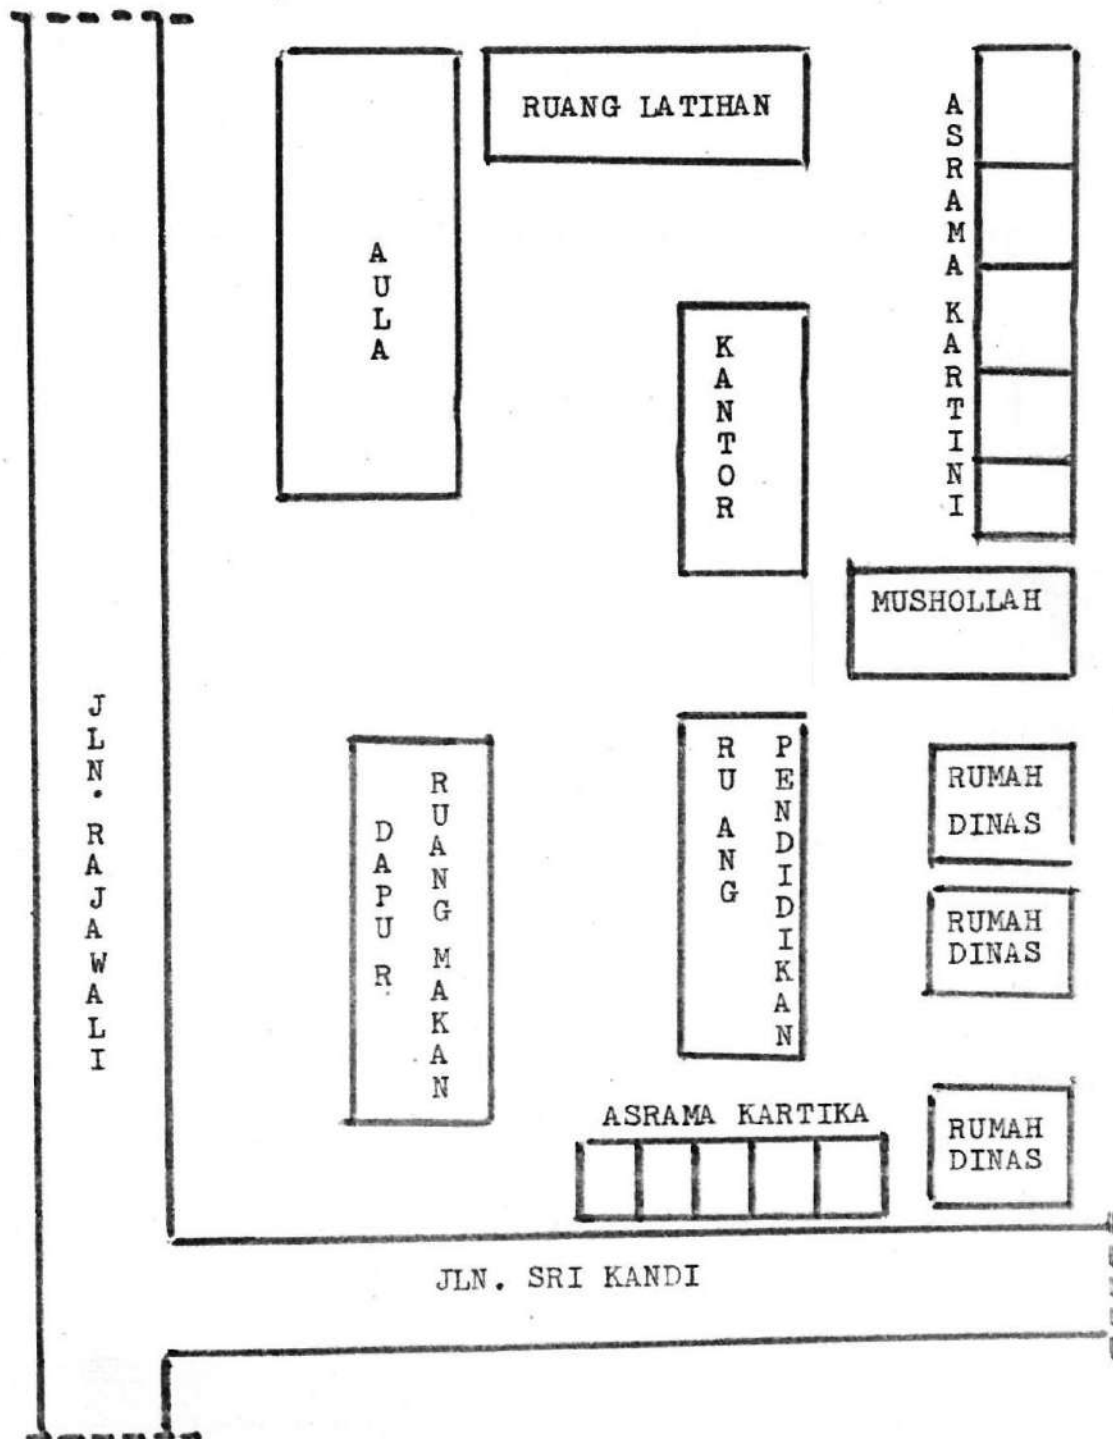 RUANG LATIHAN
AULA
ASRAMA KARTINI
KANTOR
MUSHOLLAH
JLN. RAJAWALI
DAPUR
RUANG MAKAN
RUANG
PENDIDIKAN
RUMAH
DINAS
RUMAH
DINAS
ASRAMA KARTIKA
RUMAH
DINAS
JLN. SRI KANDI